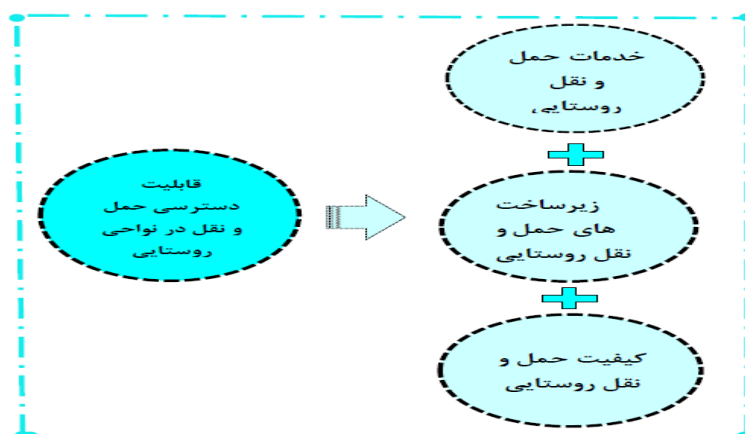 خدمات حمل
و نقل
روستایی
زیرساخت
های حمل و
نقل روستایی
کیفیت حمل و
نقل روستایی
قابلیت
دسترسی حمل
و نقل در نواحی
روستایی